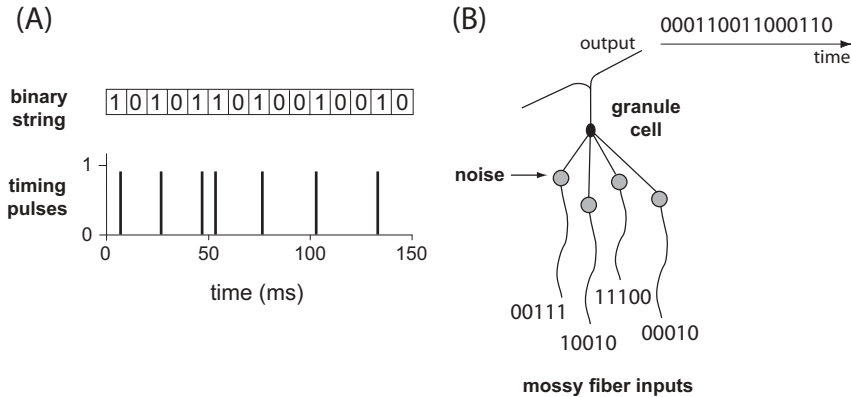 (A)
binary string
1 0 1 0 1 1 0 1 0 0 1 0 0 1 0
timing pulses
1
0
0 50 100 150
time (ms)
(B)
000110011000110
output
time
granule cell
noise
00111
10010
11100
00010
mossy fiber inputs